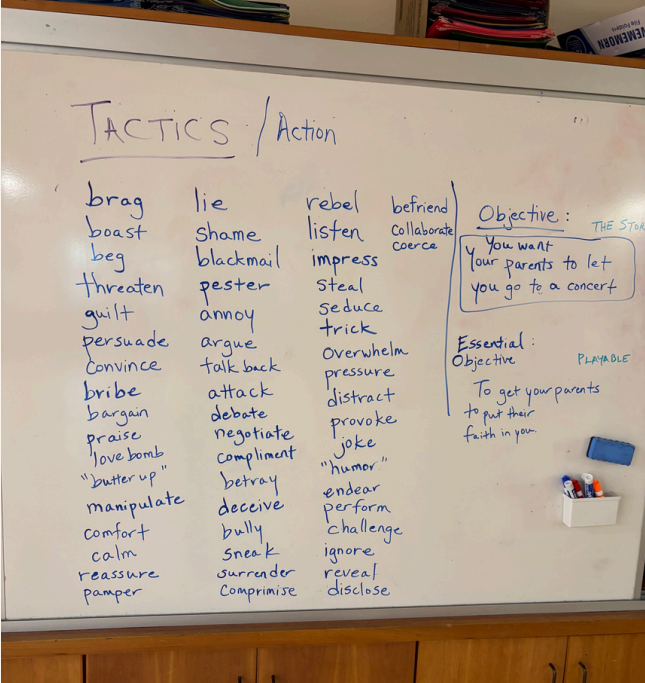 TACTICS / Action
brag
boast
beg
threaten
guilt
persuade
convince
bribe
bargain
praise
love bomb
"butter up"
manipulate
comfort
calm
reassure
pamper
lie
shame
blackmail
pester
annoy
argue
talk back
attack
debate
negotiate
compliment
betray
deceive
bully
sneak
surrender
comprimise
rebel
listen
impress
steal
seduce
trick
overwhelm
pressure
distract
provoke
joke
"humor"
endear
perform
challenge
ignore
reveal
disclose
befriend
collaborate
coerce
Objective :
THE STOR
You want
Your parents to let
you go to a concert
Essential :
Objective
PLAYABLE
To get your parents
to put their
faith in you.
WEMEMORN
File Folders